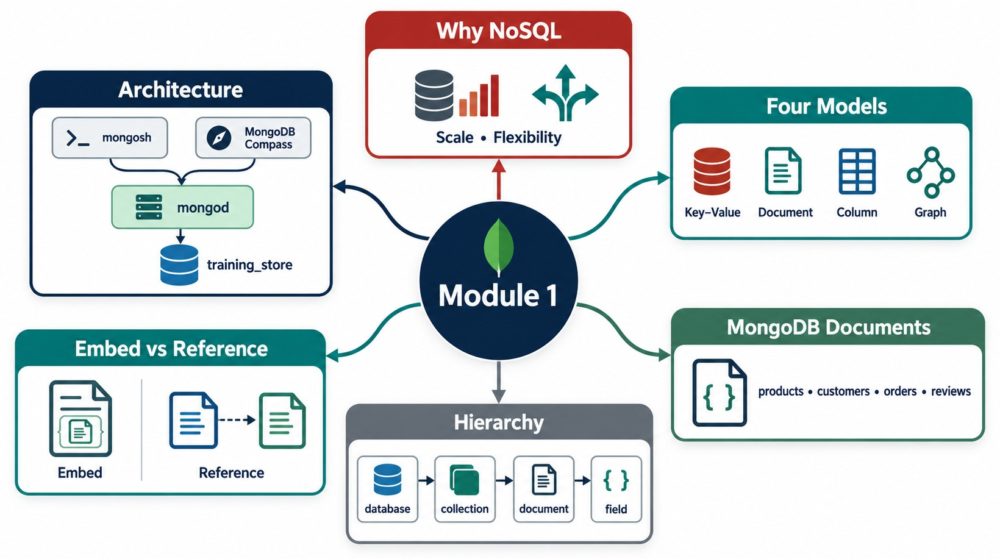 Why NoSQL
Scale • Flexibility
Architecture
>_ mongosh
MongoDB
Compass
mongod
training_store
Four Models
Key–Value
Document
Column
Graph
Module 1
Embed vs Reference
Embed
Reference
MongoDB Documents
{ }
products • customers • orders • reviews
Hierarchy
database
collection
document
{ }
field